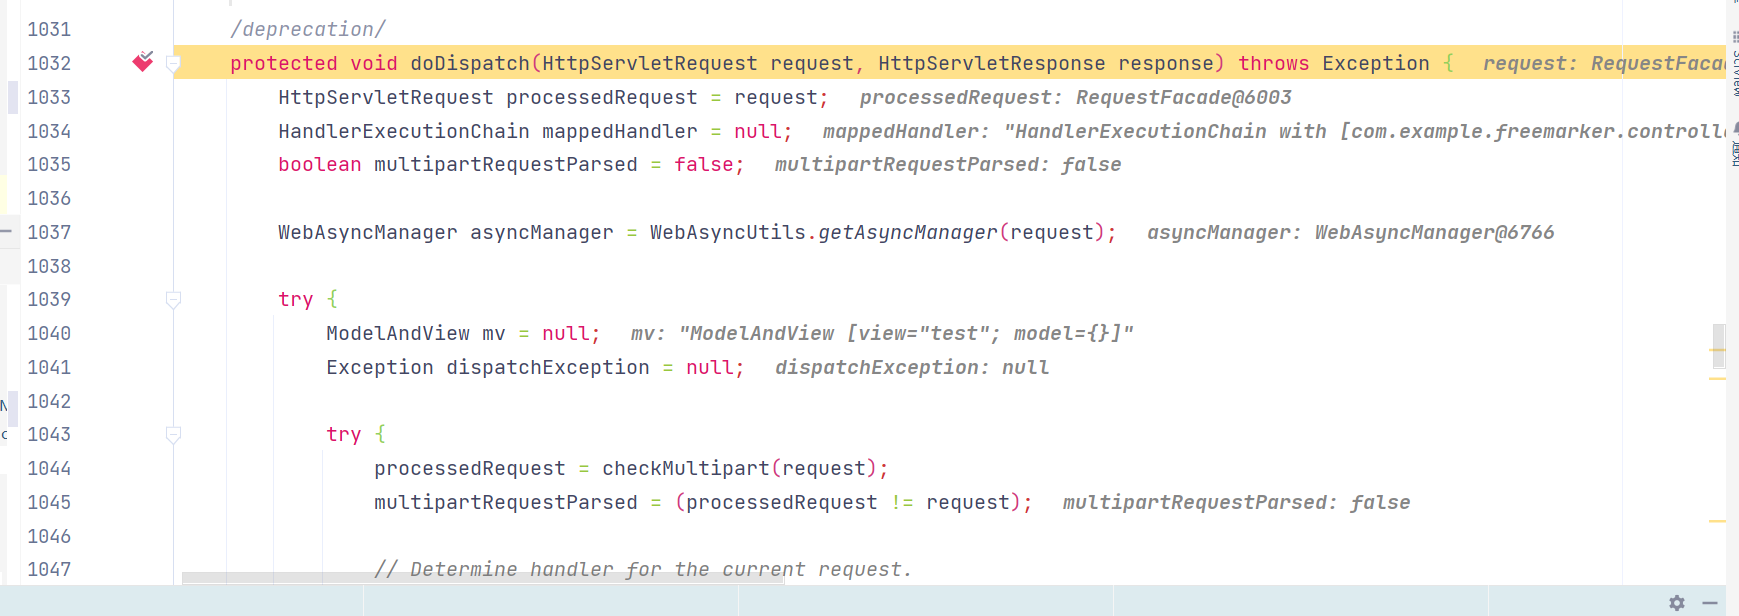 1031 /deprecation/
1032 protected void doDispatch(HttpServletRequest request, HttpServletResponse response) throws Exception { request: RequestFaca
1033 HttpServletRequest processedRequest = request; processedRequest: RequestFacade@6003
1034 HandlerExecutionChain mappedHandler = null; mappedHandler: "HandlerExecutionChain with [com.example.freemarker.controlle
1035 boolean multipartRequestParsed = false; multipartRequestParsed: false
1036
1037 WebAsyncManager asyncManager = WebAsyncUtils.getAsyncManager(request); asyncManager: WebAsyncManager@6766
1038
1039 try {
1040 ModelAndView mv = null; mv: "ModelAndView [view="test"; model={}]"
1041 Exception dispatchException = null; dispatchException: null
1042
1043 try {
1044 processedRequest = checkMultipart(request);
1045 multipartRequestParsed = (processedRequest != request); multipartRequestParsed: false
1046
1047 // Determine handler for the current request.